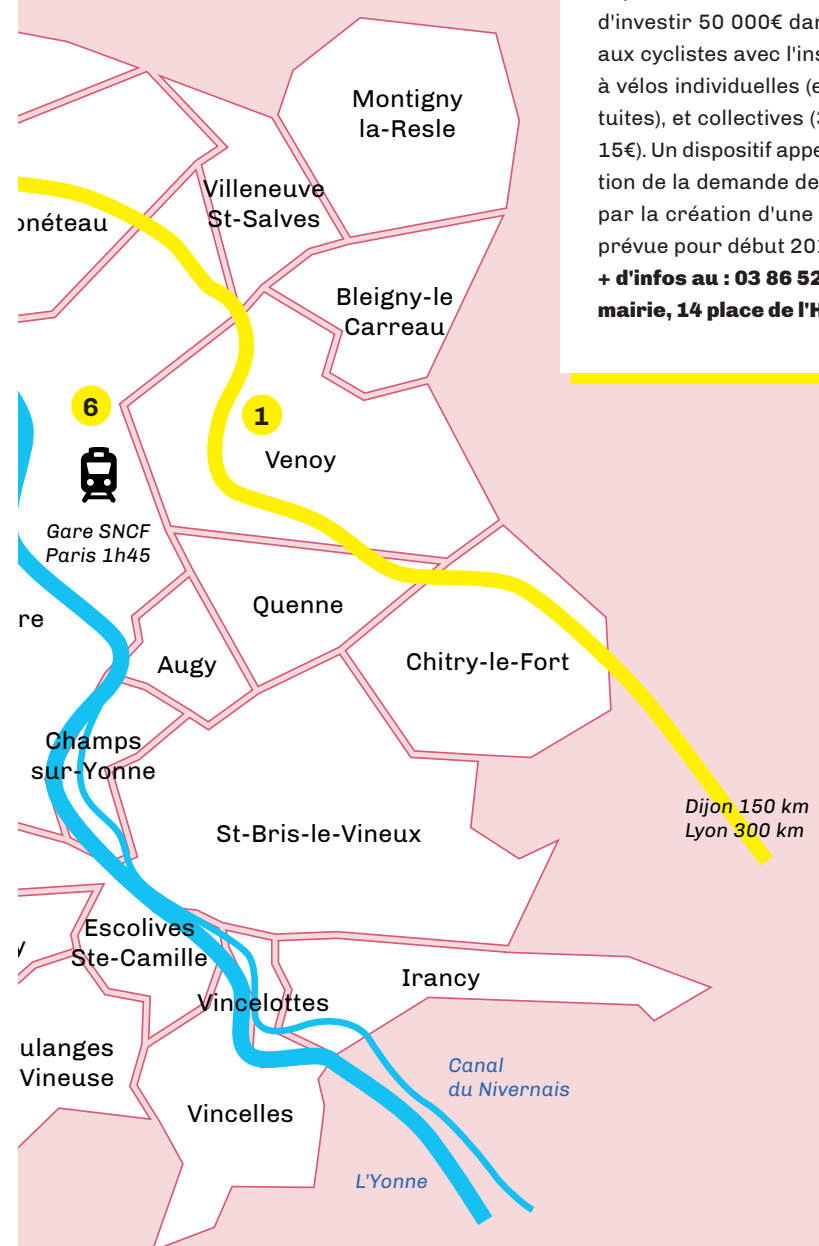 d'investir 50 000€ dar
aux cyclistes avec l'ins
à vélos individuelles (e
tuites), et collectives (3
15€). Un dispositif appe
tion de la demande de
par la création d'une
prévue pour début 201
+ d'infos au : 03 86 52
mairie, 14 place de l'H
Montigny
la-Resle
Villeneuve
St-Salves
onéteau
Bleigny-le
Carreau
6
1
Venoy
Gare SNCF
Paris 1h45
Quenne
re
Augy
Chitry-le-Fort
Champs
sur-Yonne
Dijon 150 km
Lyon 300 km
St-Bris-le-Vineux
Escolives
Ste-Camille
y
Irancy
Vincelottes
ulanges
Vineuse
Canal
du Nivernais
Vincelles
L'Yonne